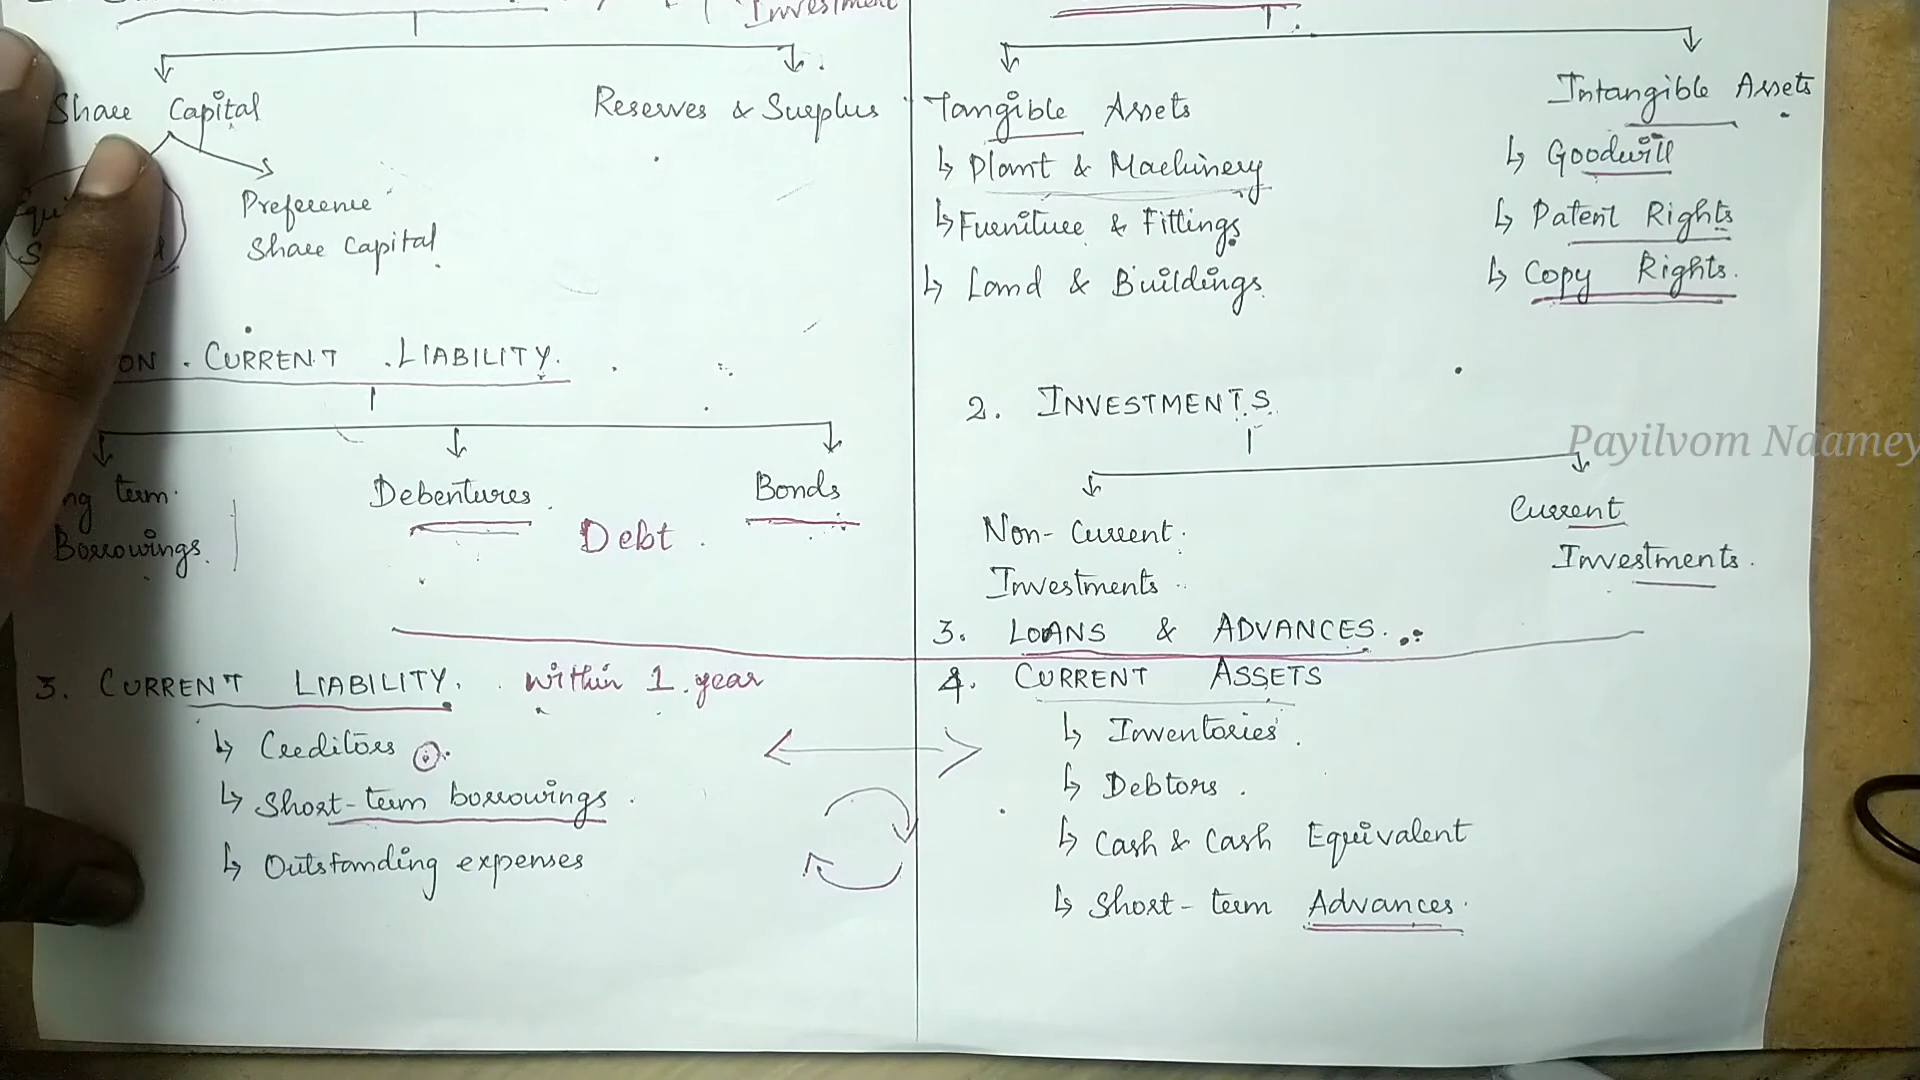 Investment
Share Capital
Reserves & Surplus
Preference
Share Capital
CURRENT LIABILITY.
term
Borrowings
Debentures
Debt
Bonds
3. CURRENT LIABILITY. within 1 year
↳ Creditors
↳ Short-term borrowings
↳ Outstanding expenses
Tangible Assets
↳ Plant & Machinery
↳ Furniture & Fittings
↳ Land & Buildings
Intangible Assets
↳ Goodwill
↳ Patent Rights
↳ Copy Rights.
2. INVESTMENTS
Non-Current
Investments
Current
Investments.
3. LOANS & ADVANCES.
4. CURRENT ASSETS
↳ Inventories
↳ Debtors.
↳ Cash & Cash Equivalent
↳ Short-term Advances.
Payilvom Naamey